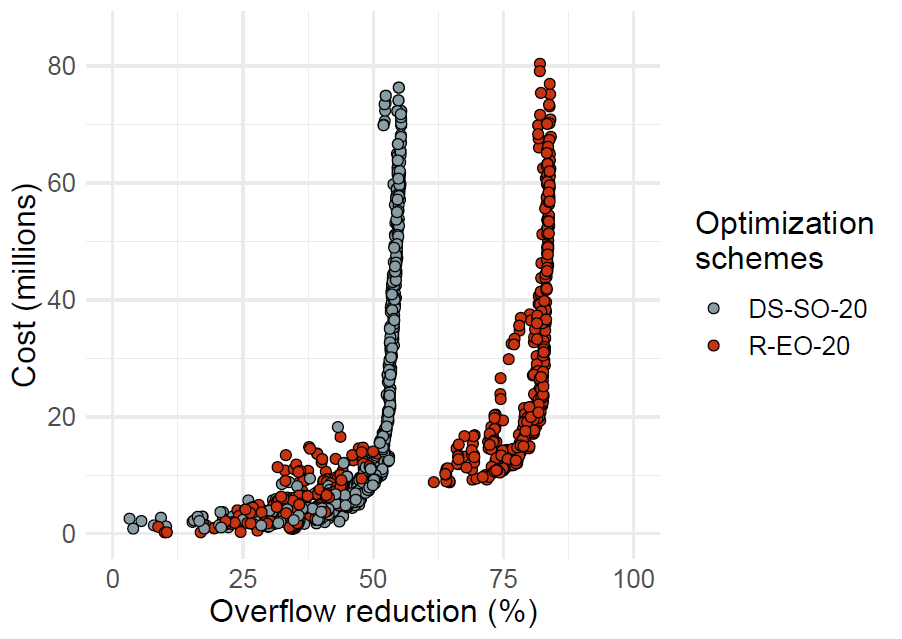 80
60
40
20
0
Cost (millions)
0 25 50 75 100
Overflow reduction (%)
Optimization
schemes
DS-SO-20
R-EO-20